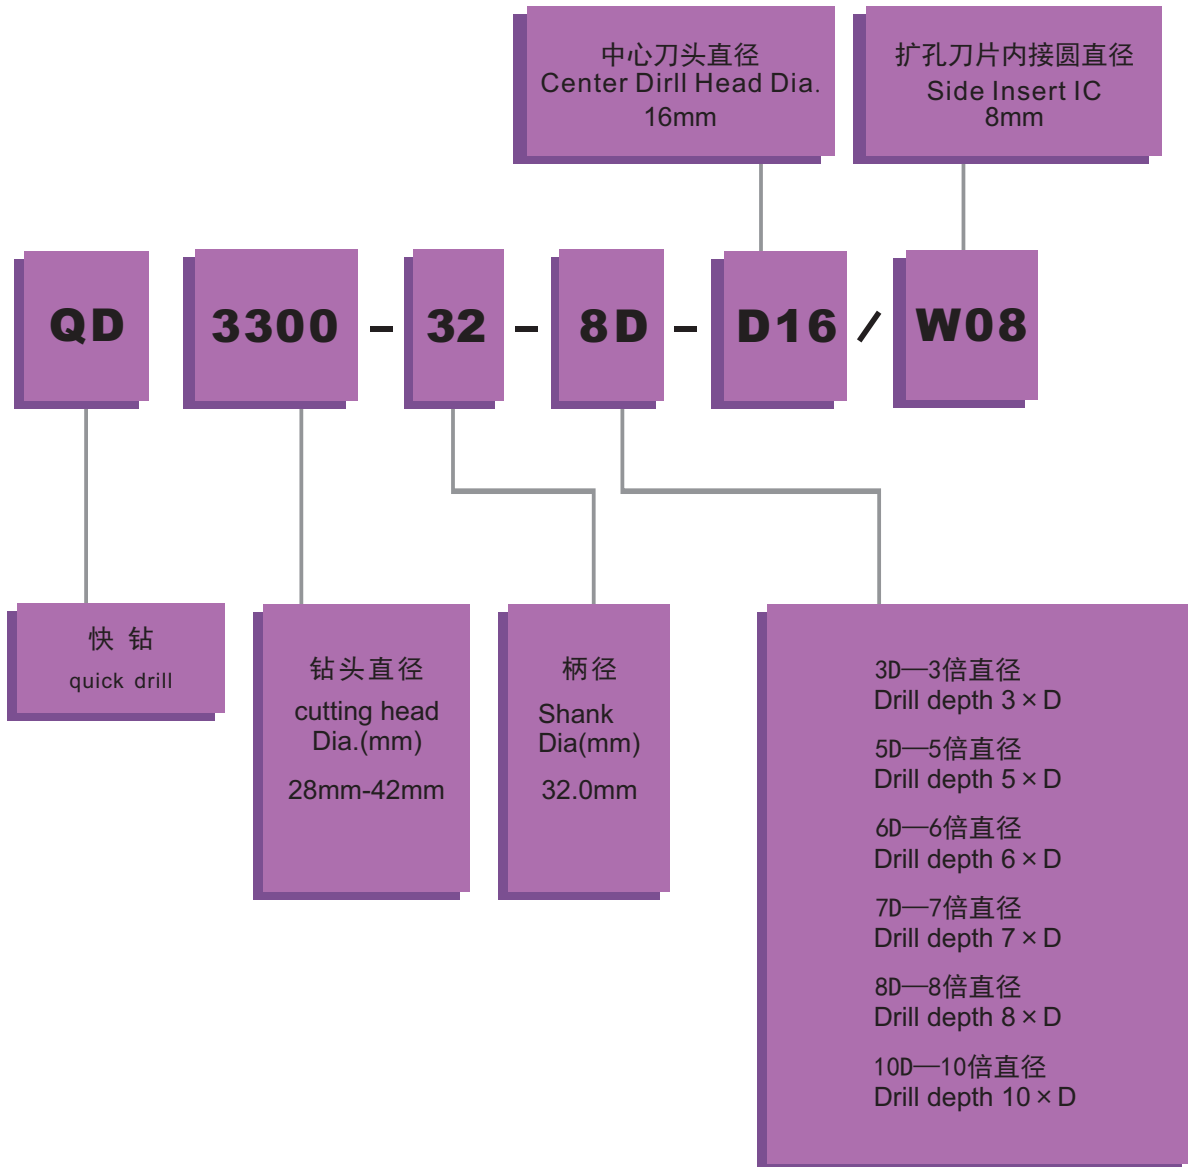 中心刀头直径
Center Dirll Head Dia.
16mm
扩孔刀片内接圆直径
Side Insert IC
8mm
QD 3300 - 32 - 8D - D16 / W08
快 钻
quick drill
钻头直径
cutting head
Dia.(mm)
28mm-42mm
柄径
Shank
Dia(mm)
32.0mm
3D—3倍直径
Drill depth 3×D
5D—5倍直径
Drill depth 5×D
6D—6倍直径
Drill depth 6×D
7D—7倍直径
Drill depth 7×D
8D—8倍直径
Drill depth 8×D
10D—10倍直径
Drill depth 10×D